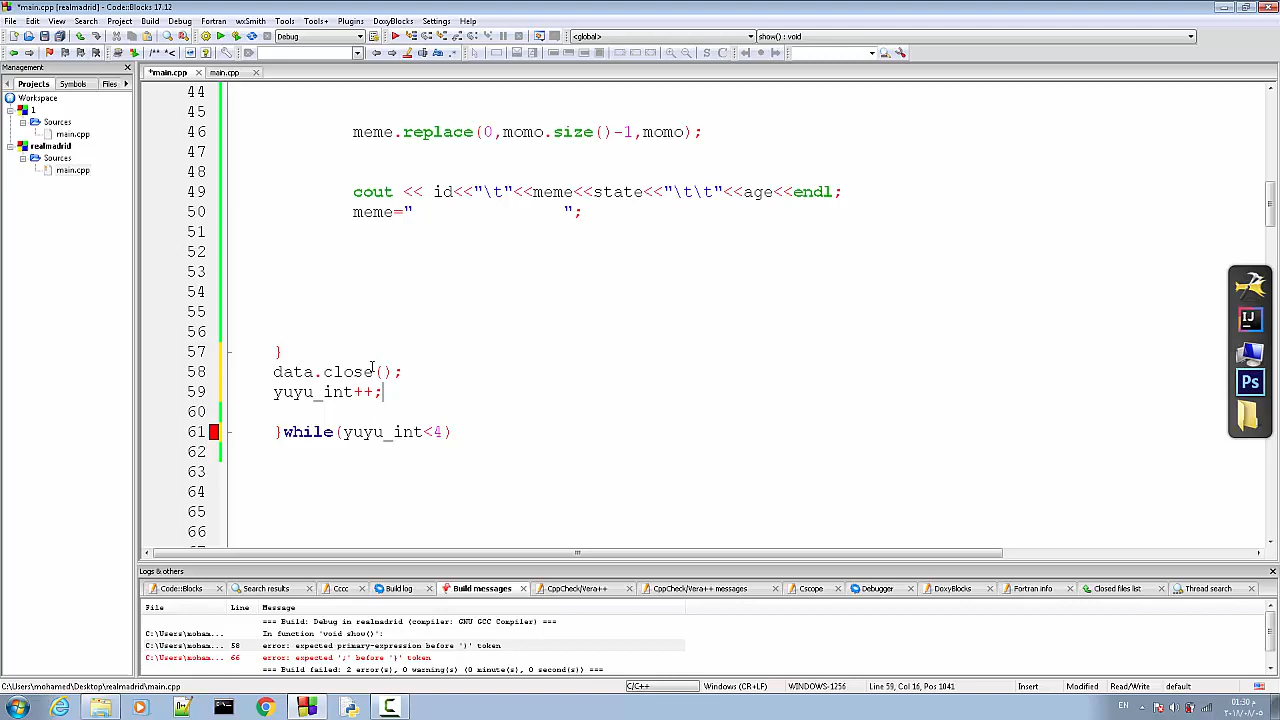 *main.cpp [realmadrid] - Code::Blocks 17.12
File Edit View Search Project Build Debug Fortran wxSmith Tools Tools+ Plugins DoxyBlocks Settings Help
Debug <global> show() : void
Management
*main.cpp main.cpp
Projects Symbols Files
Workspace
1
Sources
main.cpp
realmadrid
Sources
main.cpp
44
45
46 meme.replace(0,momo.size()-1,momo);
47
48
49 cout << id<<"\t"<<meme<<state<<"\t\t"<<age<<endl;
50 meme=" ";
51
52
53
54
55
56
57 }
58 data.close();
59 yuyu_int++;
60
61 }while(yuyu_int<4)
62
63
64
65
66
Logs & others
Code::Blocks Search results Cccc Build log Build messages CppCheck/Vera++ CppCheck/Vera++ messages Cscope Debugger DoxyBlocks Fortran info Closed files list Thread search
File Line Message
=== Build: Debug in realmadrid (compiler: GNU GCC Compiler) ===
C:\Users\moham... In function 'void show()':
C:\Users\moham... 58 error: expected primary-expression before ')' token
C:\Users\moham... 66 error: expected ';' before '}' token
=== Build failed: 2 error(s), 0 warning(s) (0 minute(s), 0 second(s)) ===
C:\Users\mohamed\Desktop\realmadrid\main.cpp C/C++ Windows (CR+LF) WINDOWS-1256 Line 59, Col 16, Pos 1041 Insert Modified Read/Write default
EN 01:30 م
٢٠١٨/٠٨/٠٥